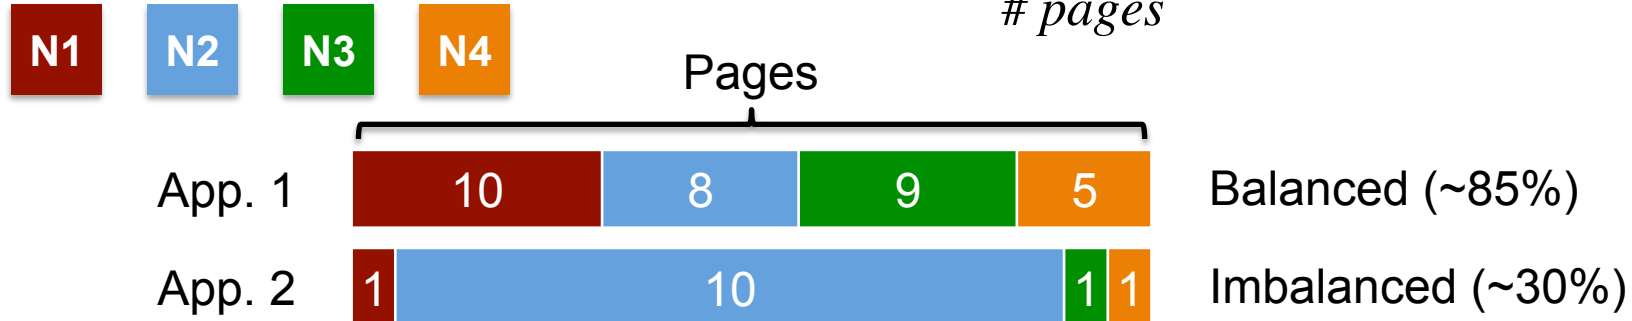 # pages
N1 N2 N3 N4
Pages
App. 1 10 8 9 5 Balanced (~85%)
App. 2 1 10 1 1 Imbalanced (~30%)